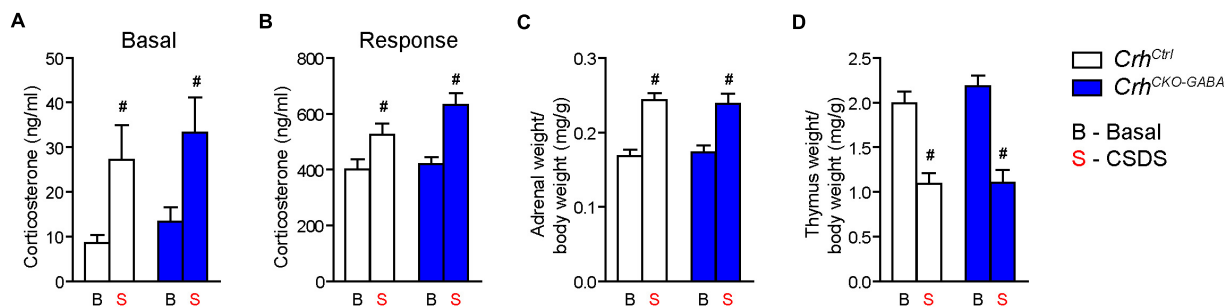 A
Basal
Corticosterone (ng/ml)
50
40
30
20
10
0
#
#
B
S
B
S
B
Response
Corticosterone (ng/ml)
800
600
400
200
0
#
#
B
S
B
S
C
Adrenal weight/
body weight (mg/g)
0.3
0.2
0.1
0.0
#
#
B
S
B
S
D
Thymus weight/
body weight (mg/g)
2.5
2.0
1.5
1.0
2.5
0.0
#
#
B
S
B
S
Crh^Ctrl
Crh^CKO-GABA
B - Basal
S - CSDS